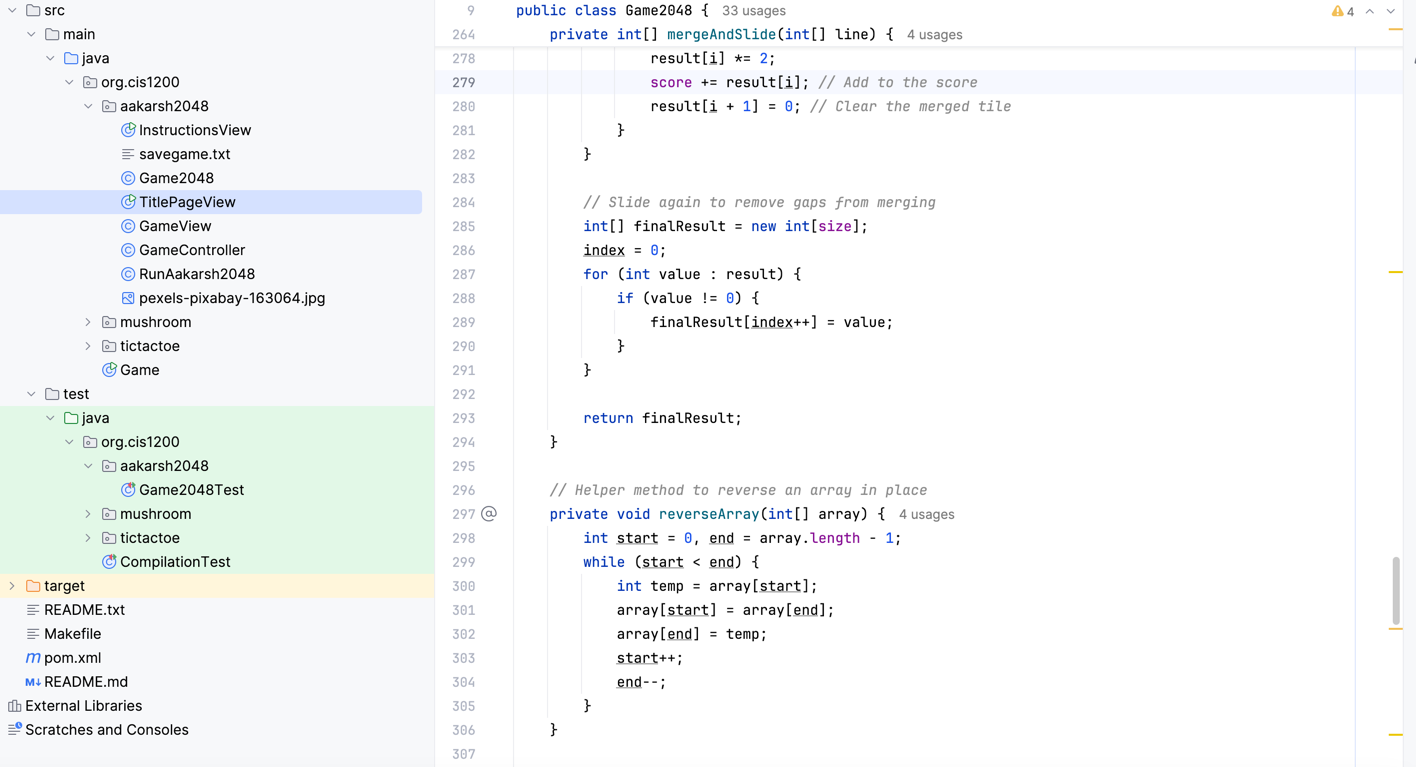 src
main
java
org.cis1200
aakarsh2048
InstructionsView
savegame.txt
Game2048
TitlePageView
GameView
GameController
RunAakarsh2048
pexels-pixabay-163064.jpg
mushroom
tictactoe
Game
test
java
org.cis1200
aakarsh2048
Game2048Test
mushroom
tictactoe
CompilationTest
target
README.txt
Makefile
m pom.xml
M↓ README.md
External Libraries
Scratches and Consoles
9 public class Game2048 { 33 usages
4
264 private int[] mergeAndSlide(int[] line) { 4 usages
278 result[i] *= 2;
279 score += result[i]; // Add to the score
280 result[i + 1] = 0; // Clear the merged tile
281 }
282 }
283
284 // Slide again to remove gaps from merging
285 int[] finalResult = new int[size];
286 index = 0;
287 for (int value : result) {
288 if (value != 0) {
289 finalResult[index++] = value;
290 }
291 }
292
293 return finalResult;
294 }
295
296 // Helper method to reverse an array in place
297 @ private void reverseArray(int[] array) { 4 usages
298 int start = 0, end = array.length - 1;
299 while (start < end) {
300 int temp = array[start];
301 array[start] = array[end];
302 array[end] = temp;
303 start++;
304 end--;
305 }
306 }
307